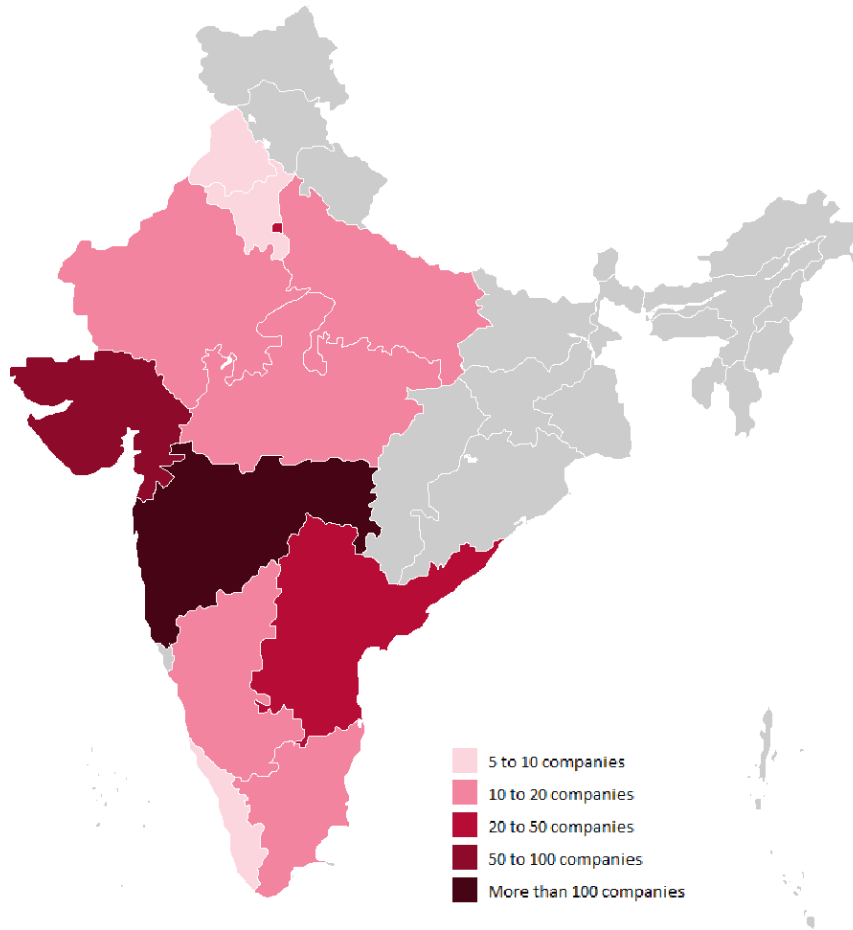 5 to 10 companies
10 to 20 companies
20 to 50 companies
50 to 100 companies
More than 100 companies